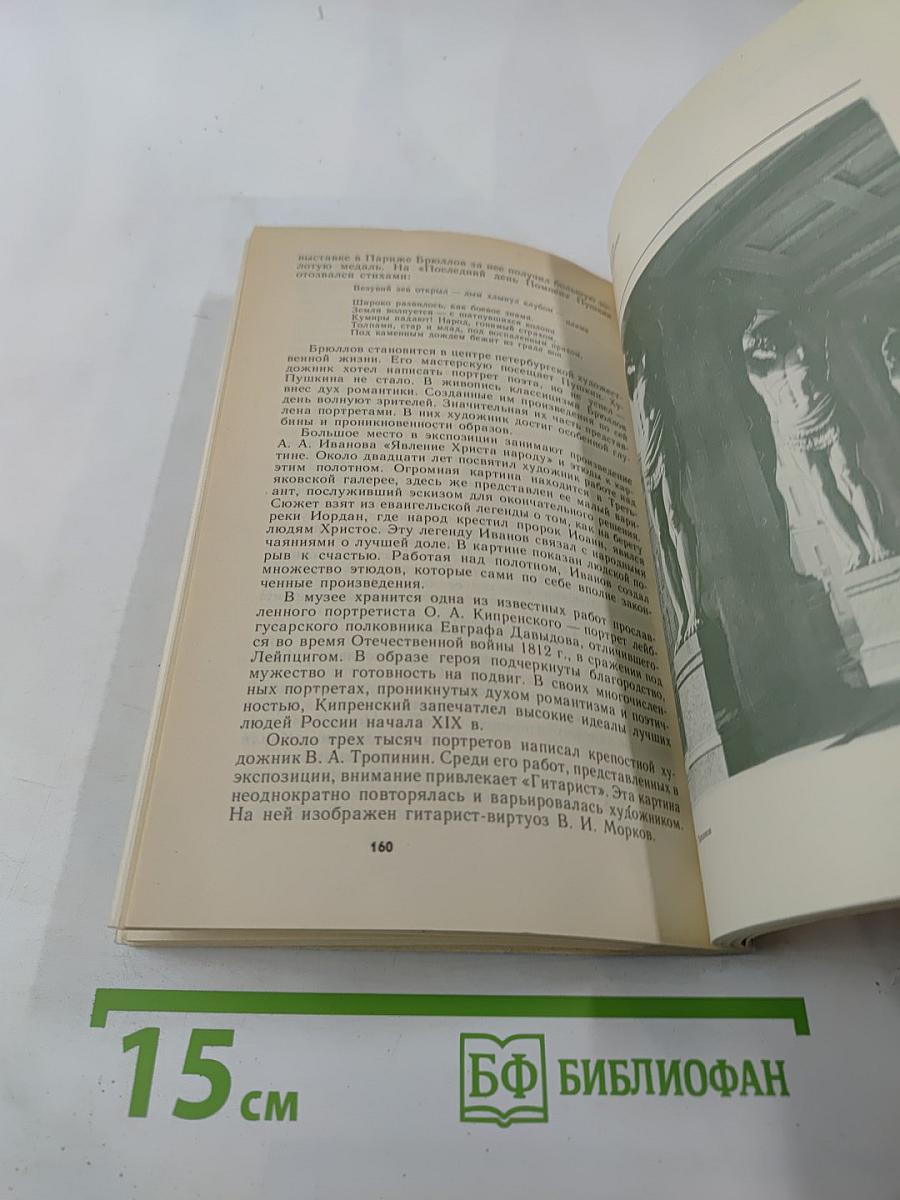 выставке в Париже Брюллов за нее получил большую зо-
лотую медаль. На «Последний день Помпеи» Пушкин
отозвался стихами:
Везувий зев открыл — дым хлынул клубом — пламя
Широко развилось, как боевое знамя.
Земля волнуется — с шатнувшихся колонн
Кумиры падают! Народ, гонимый страхом,
Толпами, стар и млад, под воспаленным прахом,
Под каменным дождем бежит из града вон
Брюллов становится в центре петербургской художест-
венной жизни. Его мастерскую посещает Пушкин. Ху-
дожник хотел написать портрет поэта, но не успел —
Пушкина не стало. В живопись классицизма Брюллов
внес дух романтики. Созданные им произведения по сей
день волнуют зрителей. Значительная их часть представ-
лена портретами. В них художник достиг особенной глу-
бины и проникновенности образов.
Большое место в экспозиции занимают произведение
А. А. Иванова «Явление Христа народу» и этюды к кар-
тине. Около двадцати лет посвятил художник работе над
этим полотном. Огромная картина находится в Треть-
яковской галерее, здесь же представлен ее малый вари-
ант, послуживший эскизом для окончательного решения.
Сюжет взят из евангельской легенды о том, как на берегу
реки Иордан, где народ крестил пророк Иоанн, явился
людям Христос. Эту легенду Иванов связал с народными
чаяниями о лучшей доле. В картине показан людской по-
рыв к счастью. Работая над полотном, Иванов создал
множество этюдов, которые сами по себе вполне закон-
ченные произведения.
В музее хранится одна из известных работ прослав-
ленного портретиста О. А. Кипренского — портрет лейб-
гусарского полковника Евграфа Давыдова, отличившего-
ся во время Отечественной войны 1812 г., в сражении под
Лейпцигом. В образе героя подчеркнуты благородство,
мужество и готовность на подвиг. В своих многочислен-
ных портретах, проникнутых духом романтизма и поэтич-
ностью, Кипренский запечатлел высокие идеалы лучших
людей России начала XIX в.
Около трех тысяч портретов написал крепостной ху-
дожник В. А. Тропинин. Среди его работ, представленных в
экспозиции, внимание привлекает «Гитарист». Эта картина
неоднократно повторялась и варьировалась художником.
На ней изображен гитарист-виртуоз В. И. Морков.
160
15 см
БФ БИБЛИОФАН